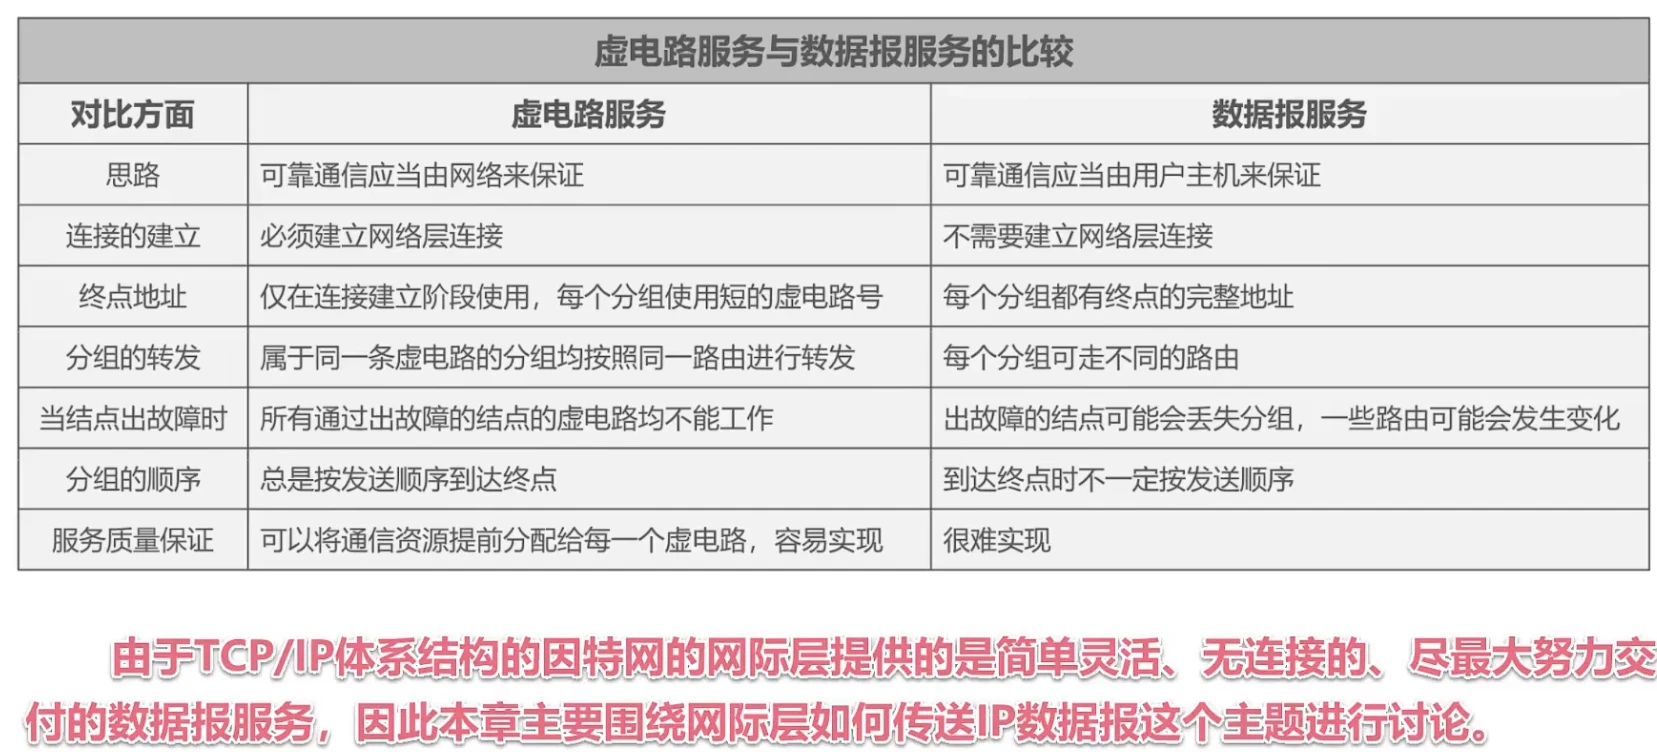 虚电路服务与数据报服务的比较
对比方面 虚电路服务 数据报服务
思路 可靠通信应当由网络来保证 可靠通信应当由用户主机来保证
连接的建立 必须建立网络层连接 不需要建立网络层连接
终点地址 仅在连接建立阶段使用，每个分组使用短的虚电路号 每个分组都有终点的完整地址
分组的转发 属于同一条虚电路的分组均按照同一路由进行转发 每个分组可走不同的路由
当结点出故障时 所有通过出故障的结点的虚电路均不能工作 出故障的结点可能会丢失分组，一些路由可能会发生变化
分组的顺序 总是按发送顺序到达终点 到达终点时不一定按发送顺序
服务质量保证 可以将通信资源提前分配给每一个虚电路，容易实现 很难实现
由于TCP/IP体系结构的因特网的网际层提供的是简单灵活、无连接的、尽最大努力交
付的数据报服务，因此本章主要围绕网际层如何传送IP数据报这个主题进行讨论。